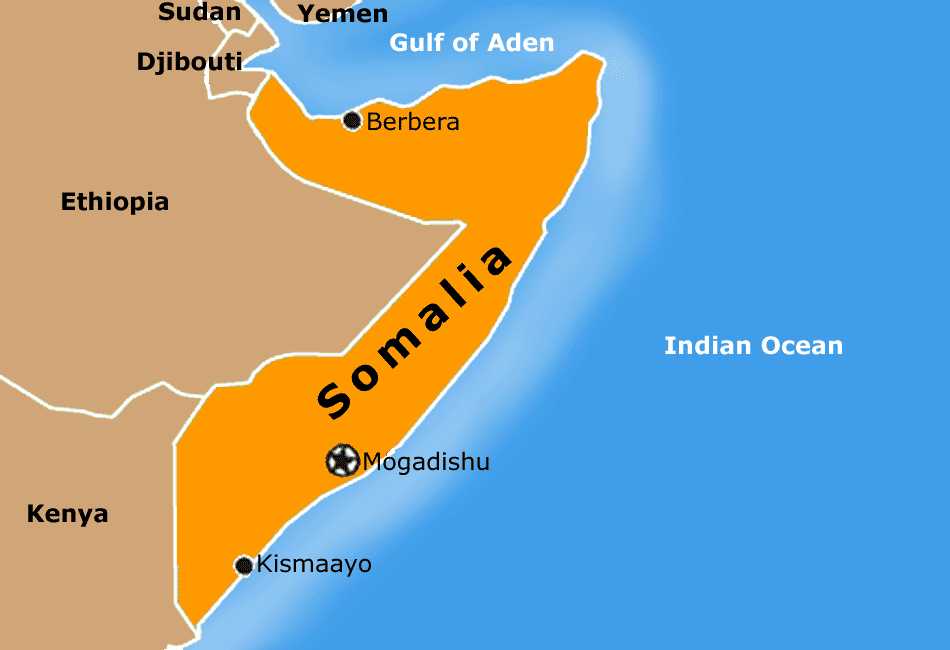 Sudan
Yemen
Gulf of Aden
Djibouti
Berbera
Ethiopia
Somalia
Indian Ocean
Mogadishu
Kenya
Kismaayo